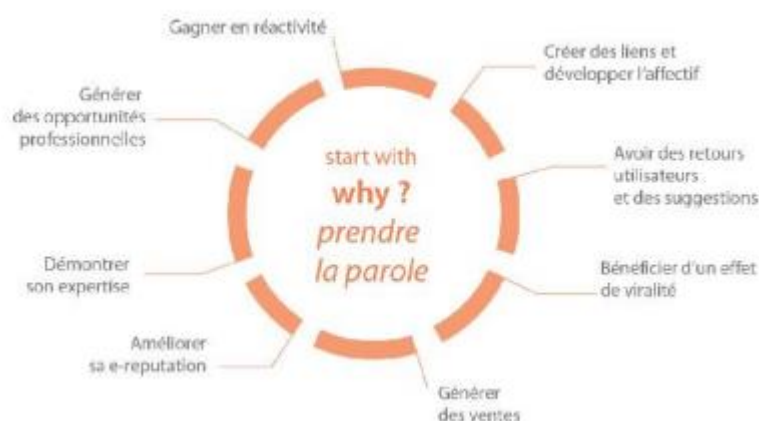 Gagner en réactivité
Créer des liens et
développer l'affectif
Générer
des opportunités
professionnelles
start with
why ?
prendre
la parole
Avoir des retours
utilisateurs
et des suggestions
Démontrer
son expertise
Bénéficier d'un effet
de viralité
Améliorer
sa e-reputation
Générer
des ventes